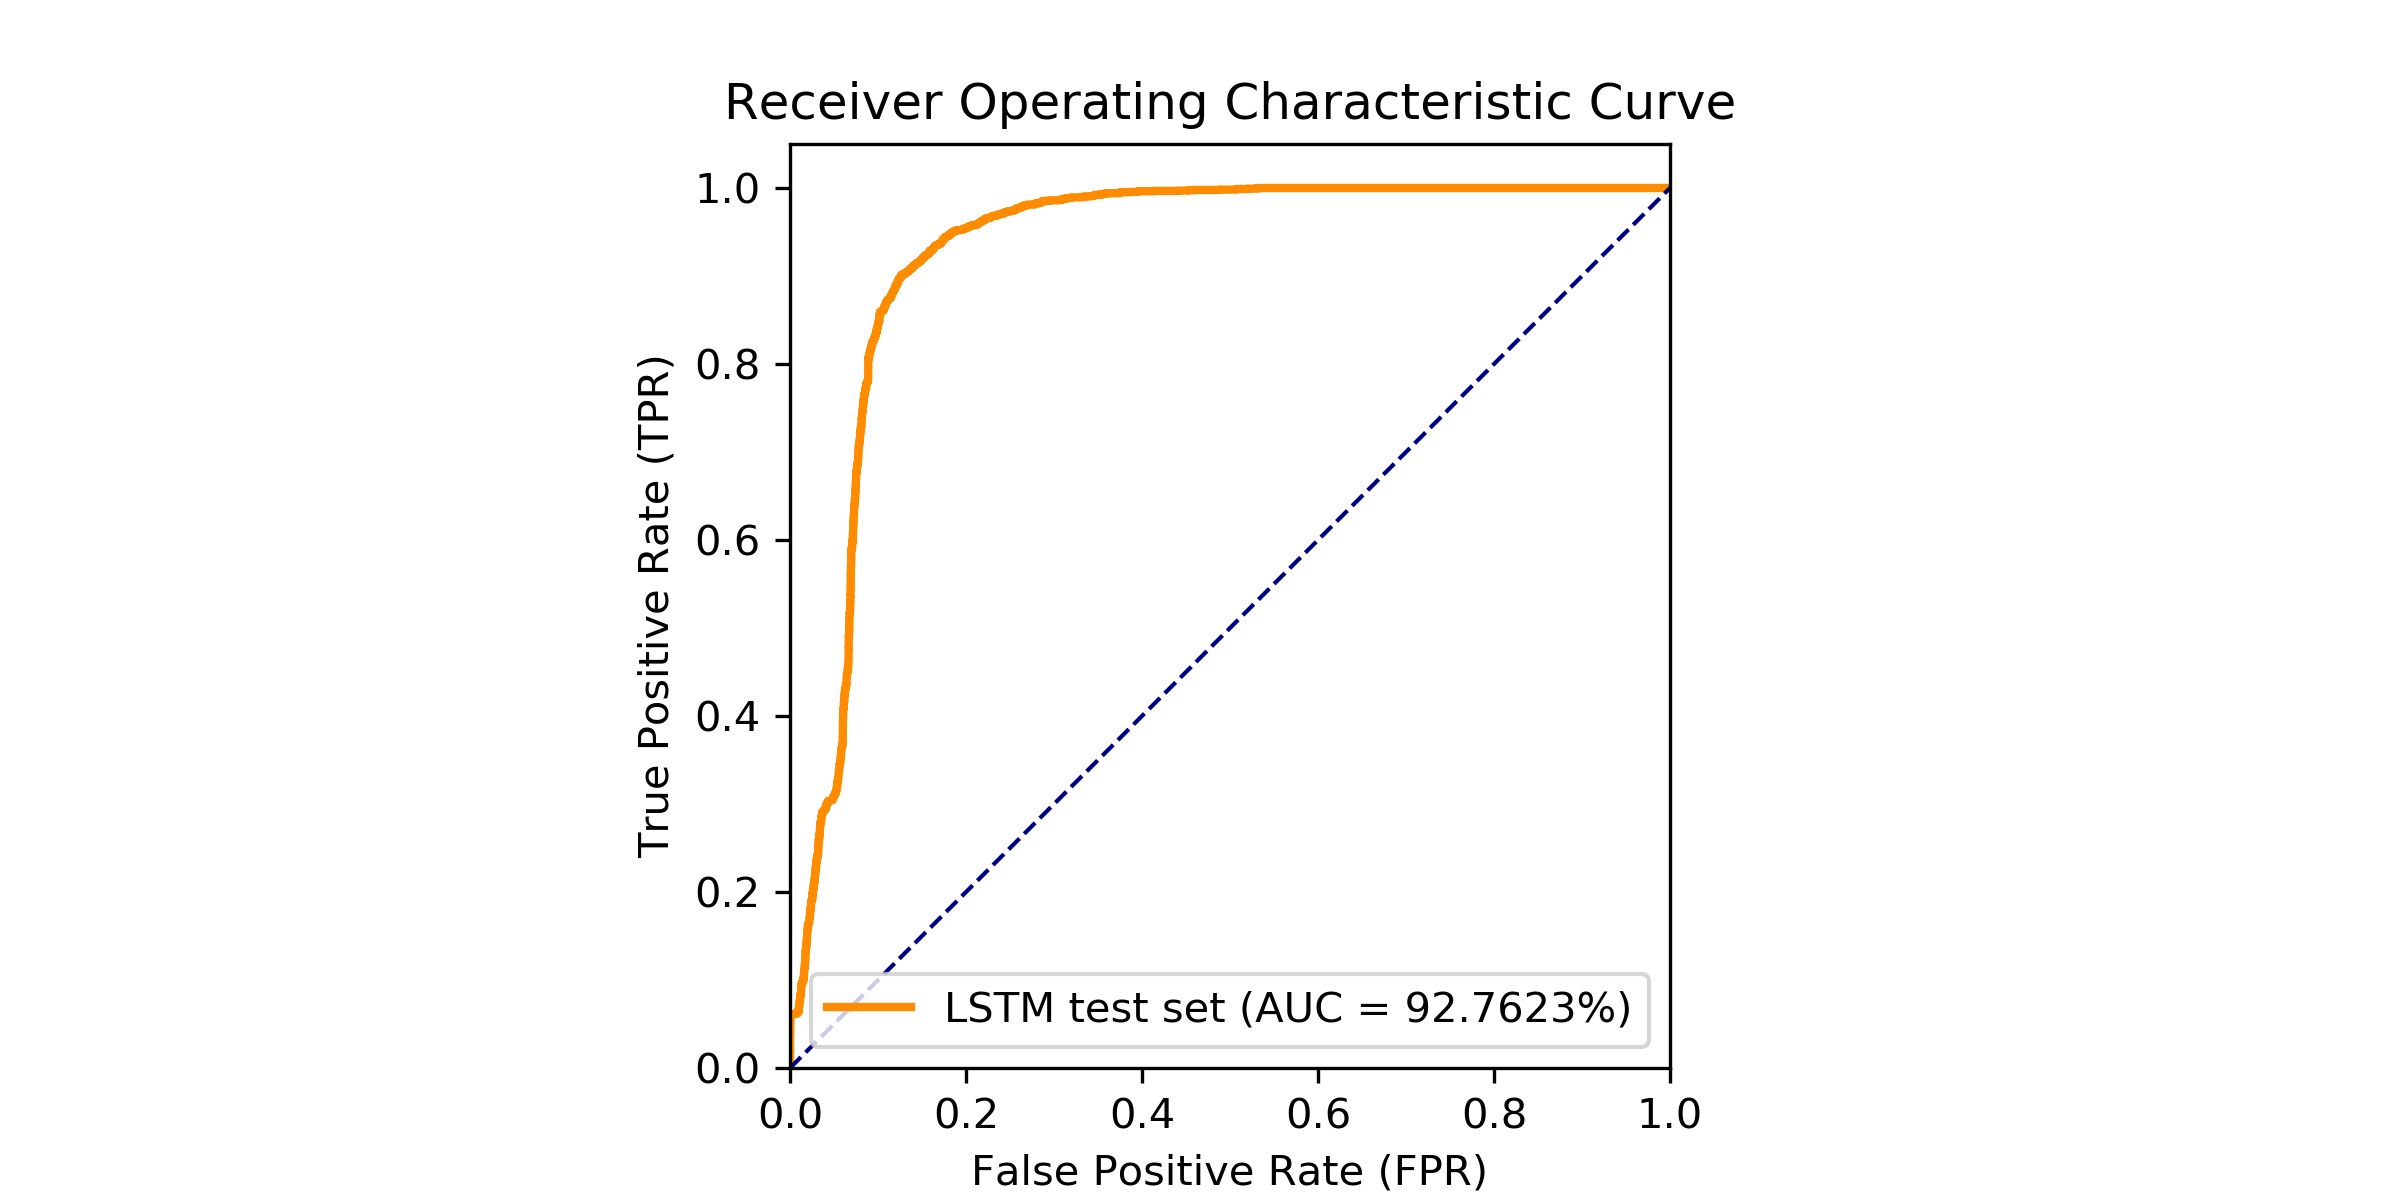 Receiver Operating Characteristic Curve
1.0
0.8
0.6
0.4
0.2
0.0
True Positive Rate (TPR)
LSTM test set (AUC = 92.7623%)
0.0 0.2 0.4 0.6 0.8 1.0
False Positive Rate (FPR)